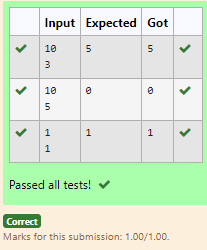 Input Expected Got
10 5 5
3
10 0 0
5
1 1 1
1
Passed all tests!
Correct
Marks for this submission: 1.00/1.00.